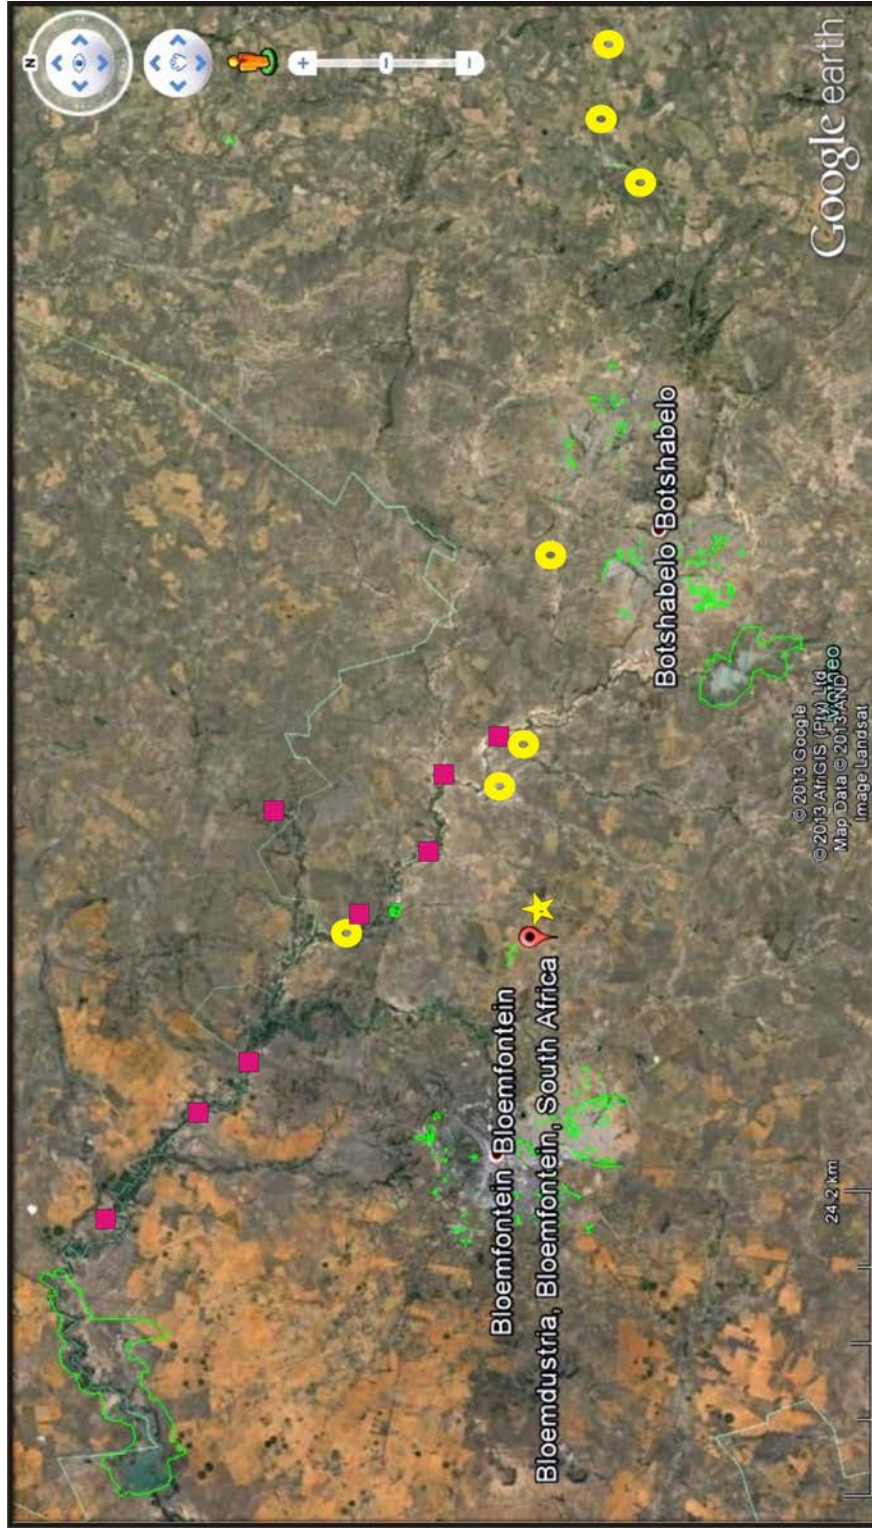 N
Bloemfontein Bloemfontein
Bloemdustria, Bloemfontein, South Africa
Botshabelo Botshabelo
24.2 km
© 2013 Google
© 2013 AfriGIS (Pty) Ltd
Map Data © 2013 AND
Image Landsat
Google earth